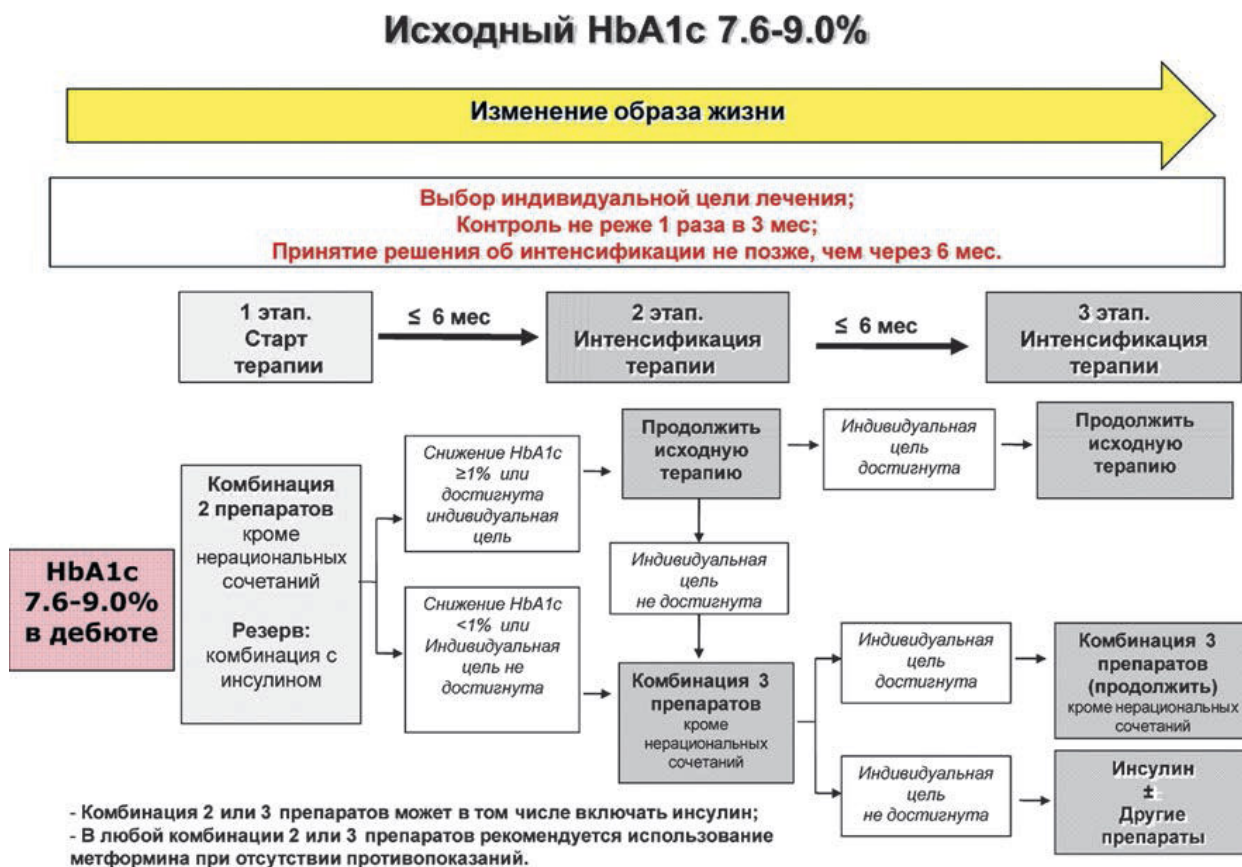 Исходный HbA1c 7.6-9.0%
Изменение образа жизни
Выбор индивидуальной цели лечения;
Контроль не реже 1 раза в 3 мес;
Принятие решения об интенсификации не позже, чем через 6 мес.
1 этап.
Старт
терапии
≤ 6 мес
2 этап.
Интенсификация
терапии
≤ 6 мес
3 этап.
Интенсификация
терапии
HbA1c
7.6-9.0%
в дебюте
Комбинация
2 препаратов
кроме
нерациональных
сочетаний
Резерв:
комбинация с
инсулином
Снижение HbA1c
≥1% или
достигнута
индивидуальная
цель
Снижение HbA1c
<1% или
Индивидуальная
цель не
достигнута
Продолжить
исходную
терапию
Индивидуальная
цель
достигнута
Продолжить
исходную
терапию
Индивидуальная
цель
не достигнута
Комбинация 3
препаратов
кроме
нерациональных
сочетаний
Индивидуальная
цель
достигнута
Комбинация 3
препаратов
(продолжить)
кроме нерациональных
сочетаний
Индивидуальная
цель
не достигнута
Инсулин
±
Другие
препараты
- Комбинация 2 или 3 препаратов может в том числе включать инсулин;
- В любой комбинации 2 или 3 препаратов рекомендуется использование
метформина при отсутствии противопоказаний.